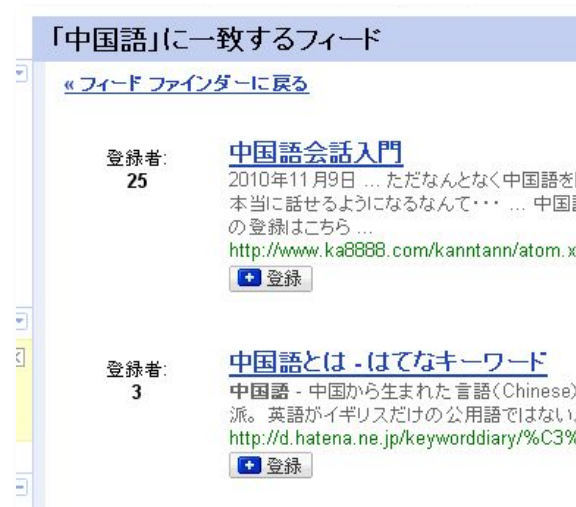 「中国語」に一致するフィード
« フィード ファインダーに戻る
登録者:
25
中国語会話入門
2010年11月9日 ... ただなんとなく中国語を
本当に話せるようになるなんて・・・ ... 中国
の登録はこちら ...
http://www.ka8888.com/kanntann/atom.x
登録
登録者:
3
中国語とは - はてなキーワード
中国語 - 中国から生まれた言語(Chinese)
派。英語がイギリスだけの公用語ではない
http://d.hatena.ne.jp/keyworddiary/%C3%
登録